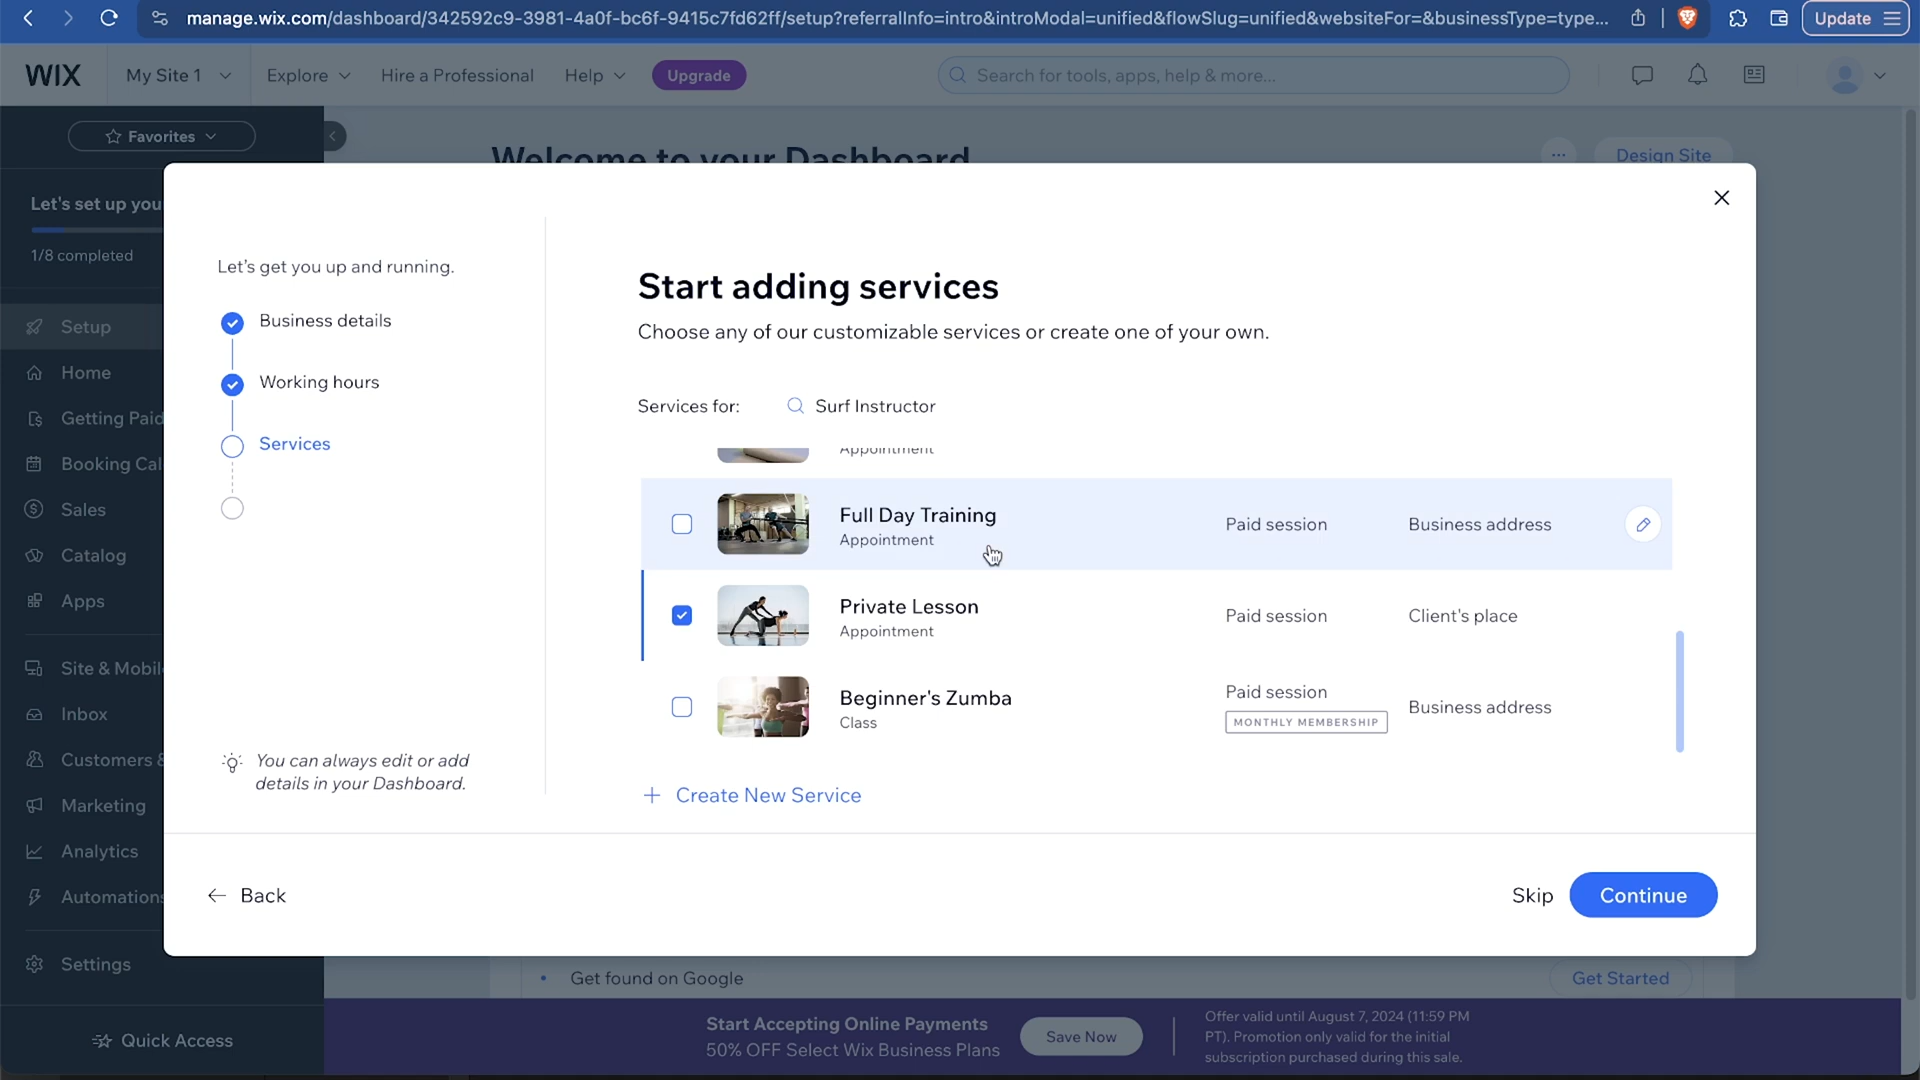 manage.wix.com/dashboard/342592c9-3981-4a0f-bc6f-9415c7fd62ff/setup?referralInfo=intro&introModal=unified&flowSlug=unified&websiteFor=&businessType=type...
Update
WIX
My Site 1
Explore
Hire a Professional
Help
Upgrade
Search for tools, apps, help & more...
Favorites
Welcome to your Dashboard
...
Design Site
Let's set up you
1/8 completed
Setup
Home
Getting Paid
Booking Cal
Sales
Catalog
Apps
Site & Mobil
Inbox
Customers &
Marketing
Analytics
Automations
Settings
Quick Access
Let's get you up and running.
Business details
Working hours
Services
You can always edit or add
details in your Dashboard.
Start adding services
Choose any of our customizable services or create one of your own.
Services for:
Surf Instructor
Appointment
Full Day Training
Appointment
Paid session
Business address
Private Lesson
Appointment
Paid session
Client's place
Beginner's Zumba
Class
Paid session
MONTHLY MEMBERSHIP
Business address
+ Create New Service
Back
Skip
Continue
Get found on Google
Get Started
Start Accepting Online Payments
50% OFF Select Wix Business Plans
Save Now
Offer valid until August 7, 2024 (11:59 PM
PT). Promotion only valid for the initial
subscription purchased during this sale.